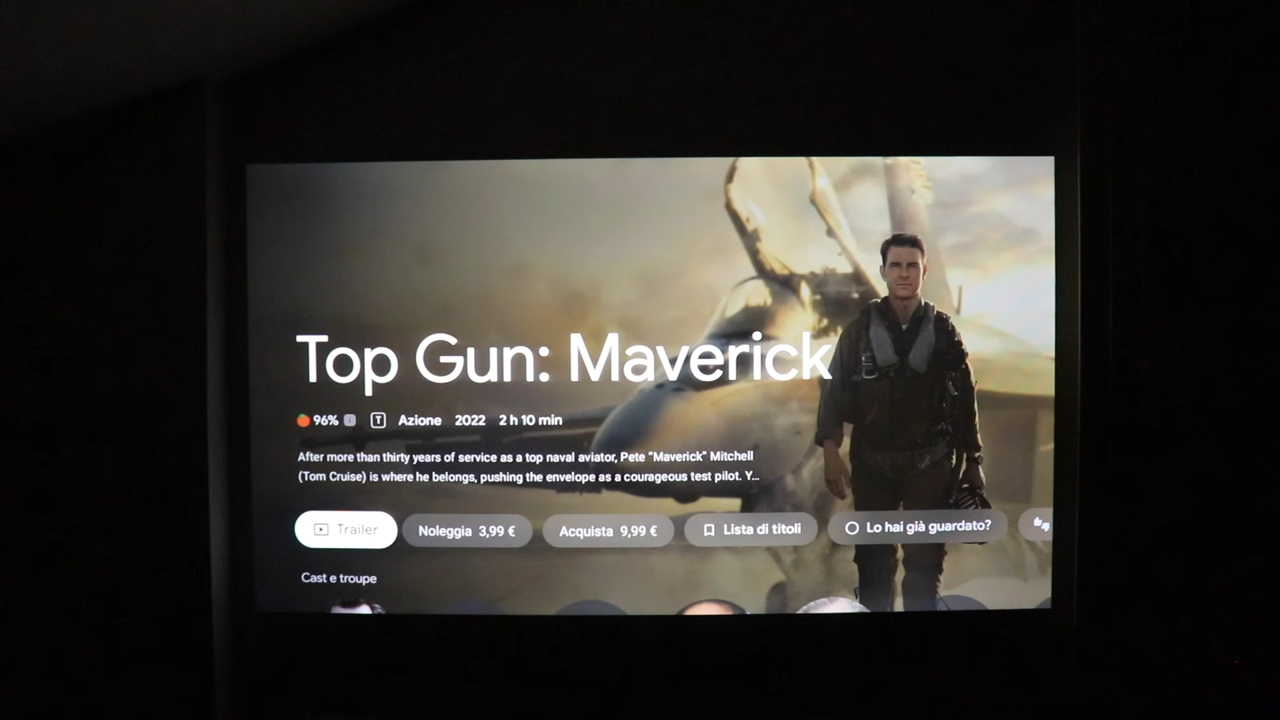 Top Gun: Maverick
96% T Azione 2022 2 h 10 min
After more than thirty years of service as a top naval aviator, Pete “Maverick” Mitchell
(Tom Cruise) is where he belongs, pushing the envelope as a courageous test pilot. Y...
Trailer Noleggia 3,99 € Acquista 9,99 € Lista di titoli Lo hai già guardato?
Cast e troupe